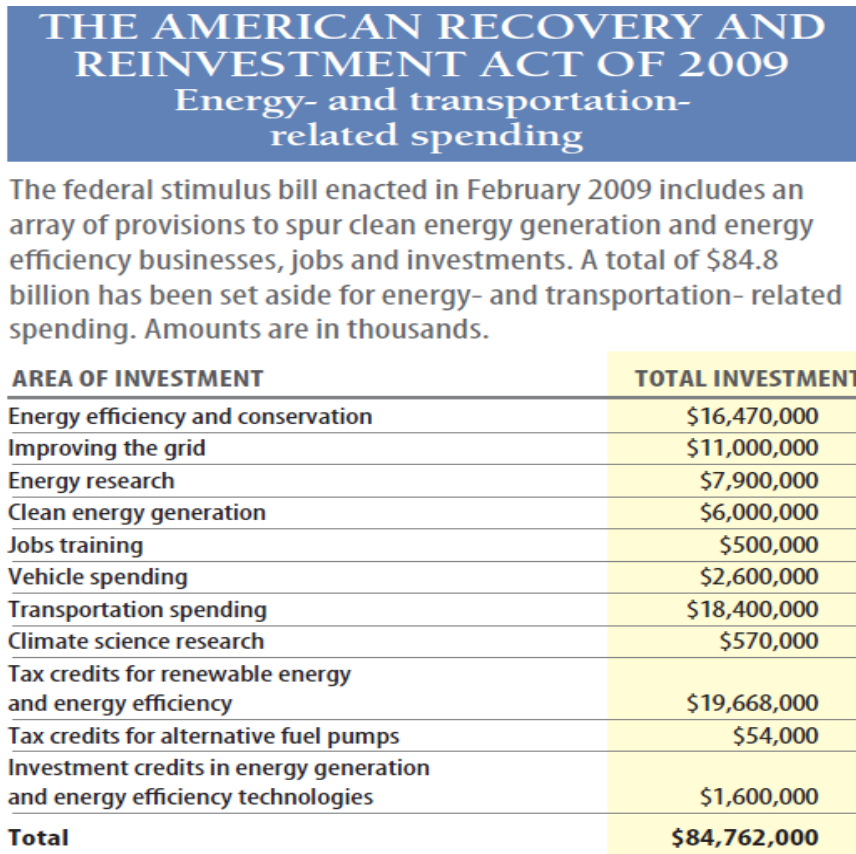 THE AMERICAN RECOVERY AND
REINVESTMENT ACT OF 2009
Energy- and transportation-
related spending
The federal stimulus bill enacted in February 2009 includes an
array of provisions to spur clean energy generation and energy
efficiency businesses, jobs and investments. A total of $84.8
billion has been set aside for energy- and transportation- related
spending. Amounts are in thousands.
AREA OF INVESTMENT TOTAL INVESTMENT
Energy efficiency and conservation $16,470,000
Improving the grid $11,000,000
Energy research $7,900,000
Clean energy generation $6,000,000
Jobs training $500,000
Vehicle spending $2,600,000
Transportation spending $18,400,000
Climate science research $570,000
Tax credits for renewable energy
and energy efficiency $19,668,000
Tax credits for alternative fuel pumps $54,000
Investment credits in energy generation
and energy efficiency technologies $1,600,000
Total $84,762,000